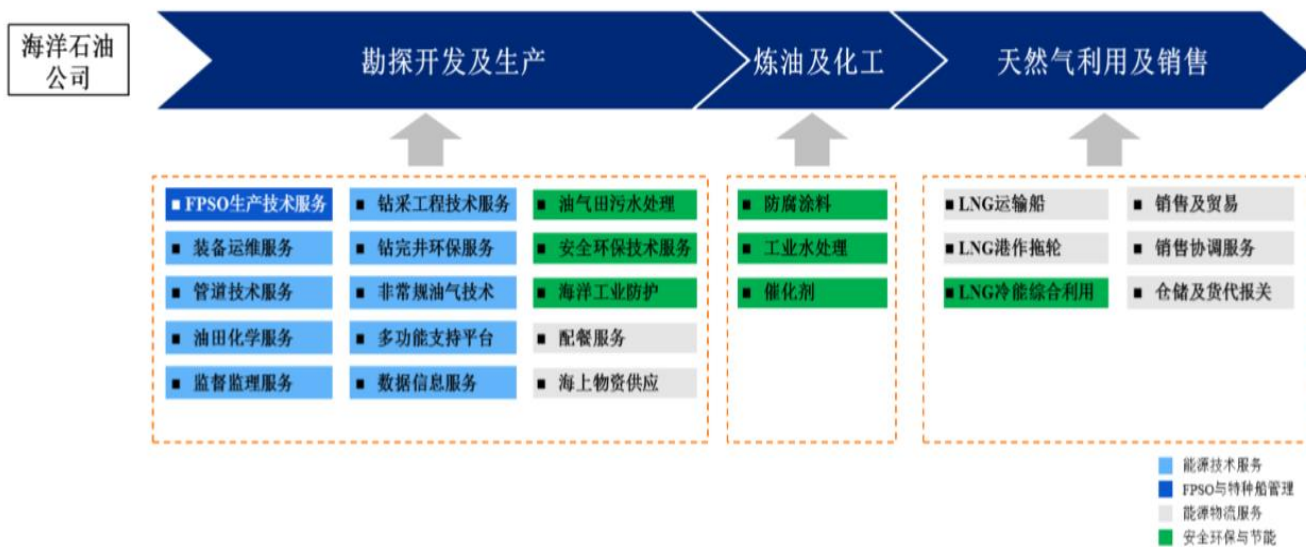 海洋石油
公司
勘探开发及生产
炼油及化工
天然气利用及销售
■ FPSO生产技术服务
■ 装备运维服务
■ 管道技术服务
■ 油田化学服务
■ 监督监理服务
■ 钻采工程技术服务
■ 钻完井环保服务
■ 非常规油气技术
■ 多功能支持平台
■ 数据信息服务
■ 油气田污水处理
■ 安全环保技术服务
■ 海洋工业防护
■ 配餐服务
■ 海上物资供应
■ 防腐涂料
■ 工业水处理
■ 催化剂
■ LNG运输船
■ LNG港作拖轮
■ LNG冷能综合利用
■ 销售及贸易
■ 销售协调服务
■ 仓储及货代报关
能源技术服务
FPSO与特种船管理
能源物流服务
安全环保与节能